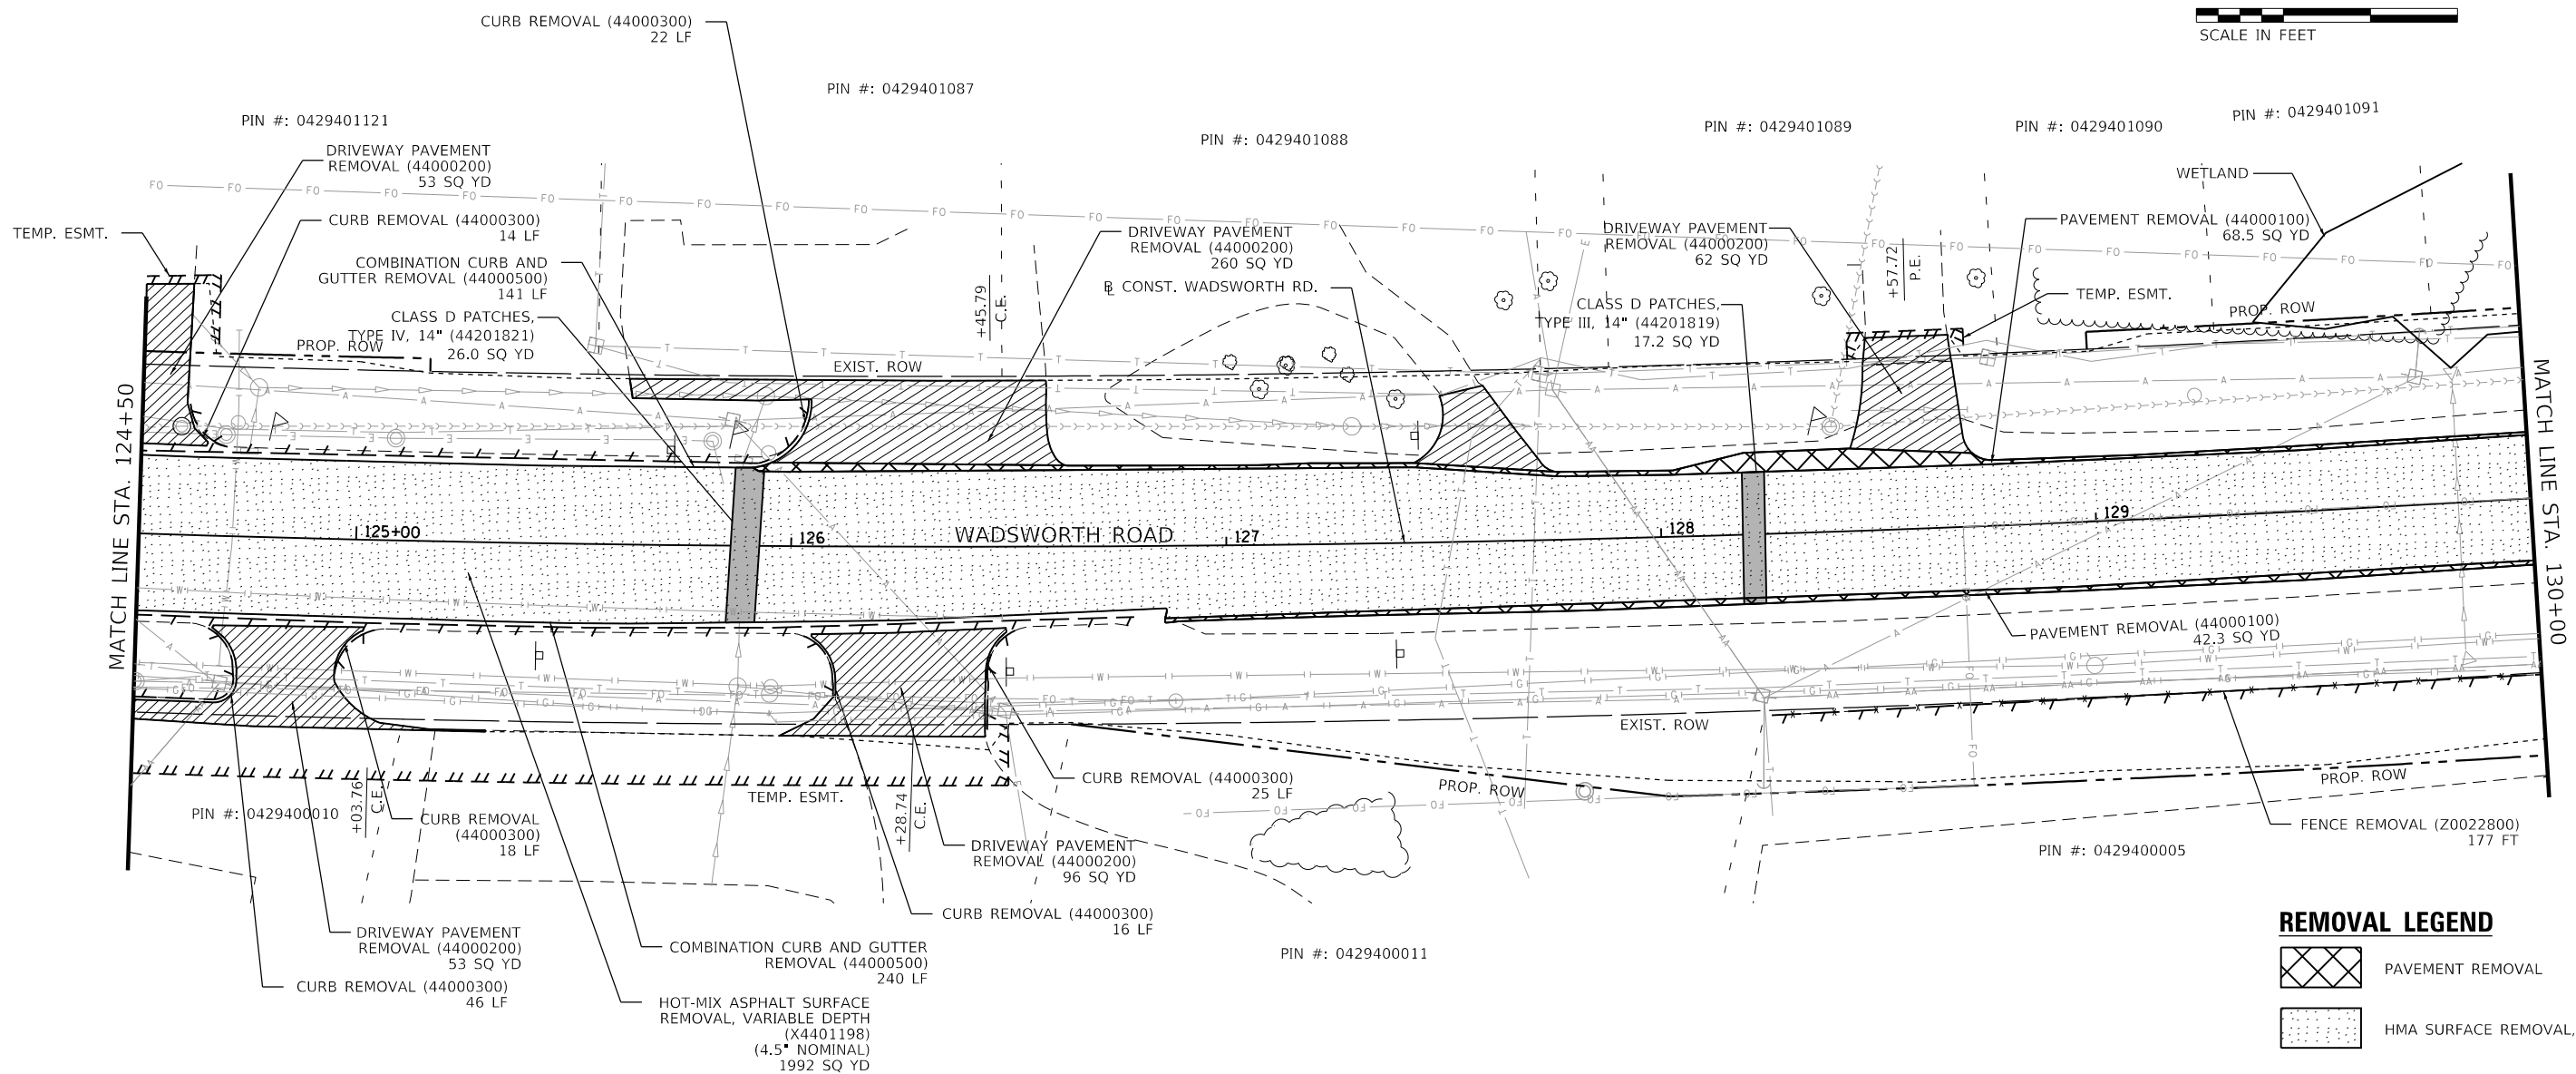 SCALE IN FEET
CURB REMOVAL (44000300)
22 LF
PIN #: 0429401087
PIN #: 0429401121
PIN #: 0429401088
PIN #: 0429401089
PIN #: 0429401090
PIN #: 0429401091
DRIVEWAY PAVEMENT
REMOVAL (44000200)
53 SQ YD
CURB REMOVAL (44000300)
14 LF
TEMP. ESMT.
COMBINATION CURB AND
GUTTER REMOVAL (44000500)
141 LF
CLASS D PATCHES,
TYPE IV, 14" (44201821)
26.0 SQ YD
PROP. ROW
EXIST. ROW
+45.79
C.E.
DRIVEWAY PAVEMENT
REMOVAL (44000200)
260 SQ YD
BL CONST. WADSWORTH RD.
DRIVEWAY PAVEMENT
REMOVAL (44000200)
62 SQ YD
CLASS D PATCHES,
TYPE III, 14" (44201819)
17.2 SQ YD
+57.72
P.E.
WETLAND
PAVEMENT REMOVAL (44000100)
68.5 SQ YD
TEMP. ESMT.
PROP. ROW
MATCH LINE STA. 124+50
125+00
126
WADSWORTH ROAD
127
128
129
MATCH LINE STA. 130+00
PAVEMENT REMOVAL (44000100)
42.3 SQ YD
EXIST. ROW
PROP. ROW
PROP. ROW
TEMP. ESMT.
PIN #: 0429400010
+03.76
C.E.
CURB REMOVAL
(44000300)
18 LF
+28.74
C.E.
CURB REMOVAL (44000300)
25 LF
DRIVEWAY PAVEMENT
REMOVAL (44000200)
96 SQ YD
CURB REMOVAL (44000300)
16 LF
FENCE REMOVAL (Z0022800)
177 FT
PIN #: 0429400005
DRIVEWAY PAVEMENT
REMOVAL (44000200)
53 SQ YD
CURB REMOVAL (44000300)
46 LF
COMBINATION CURB AND GUTTER
REMOVAL (44000500)
240 LF
HOT-MIX ASPHALT SURFACE
REMOVAL, VARIABLE DEPTH
(X4401198)
(4.5" NOMINAL)
1992 SQ YD
PIN #: 0429400011
REMOVAL LEGEND
PAVEMENT REMOVAL
HMA SURFACE REMOVAL,